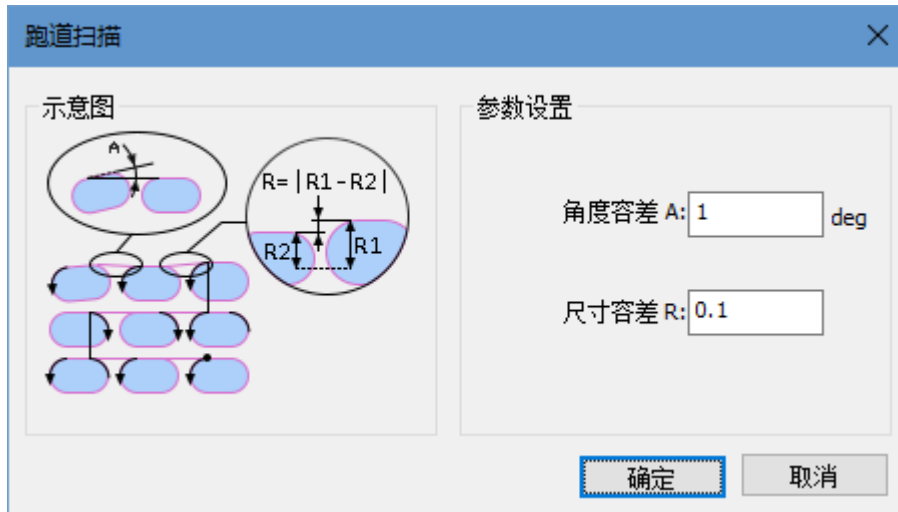 跑道扫描
示意图
A
R=|R1-R2|
R2
R1
参数设置
角度容差 A: 1 deg
尺寸容差 R: 0.1
确定 取消